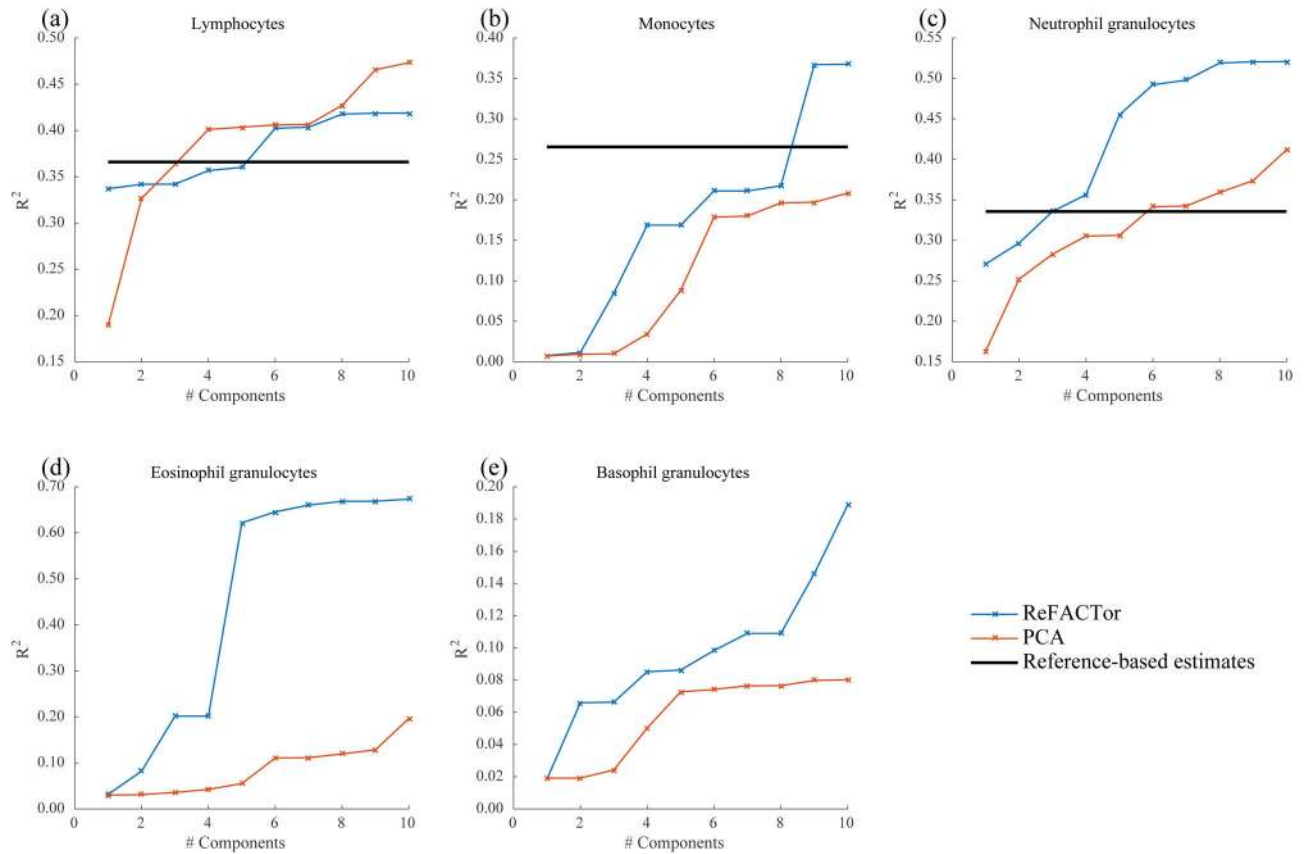 (a)
Lymphocytes
0.50
0.45
0.40
0.35
0.30
0.25
0.20
0.15
R2
0 2 4 6 8 10
# Components
(b)
Monocytes
0.40
0.35
0.30
0.25
0.20
0.15
0.10
0.05
0.00
R2
0 2 4 6 8 10
# Components
(c)
Neutrophil granulocytes
0.55
0.50
0.45
0.40
0.35
0.30
0.25
0.20
0.15
R2
0 2 4 6 8 10
# Components
(d)
Eosinophil granulocytes
0.70
0.60
0.50
0.40
0.30
0.20
0.10
0.00
R2
0 2 4 6 8 10
# Components
(e)
Basophil granulocytes
0.20
0.18
0.16
0.14
0.12
0.10
0.08
0.06
0.04
0.02
0.00
R2
0 2 4 6 8 10
# Components
ReFACTor
PCA
Reference-based estimates